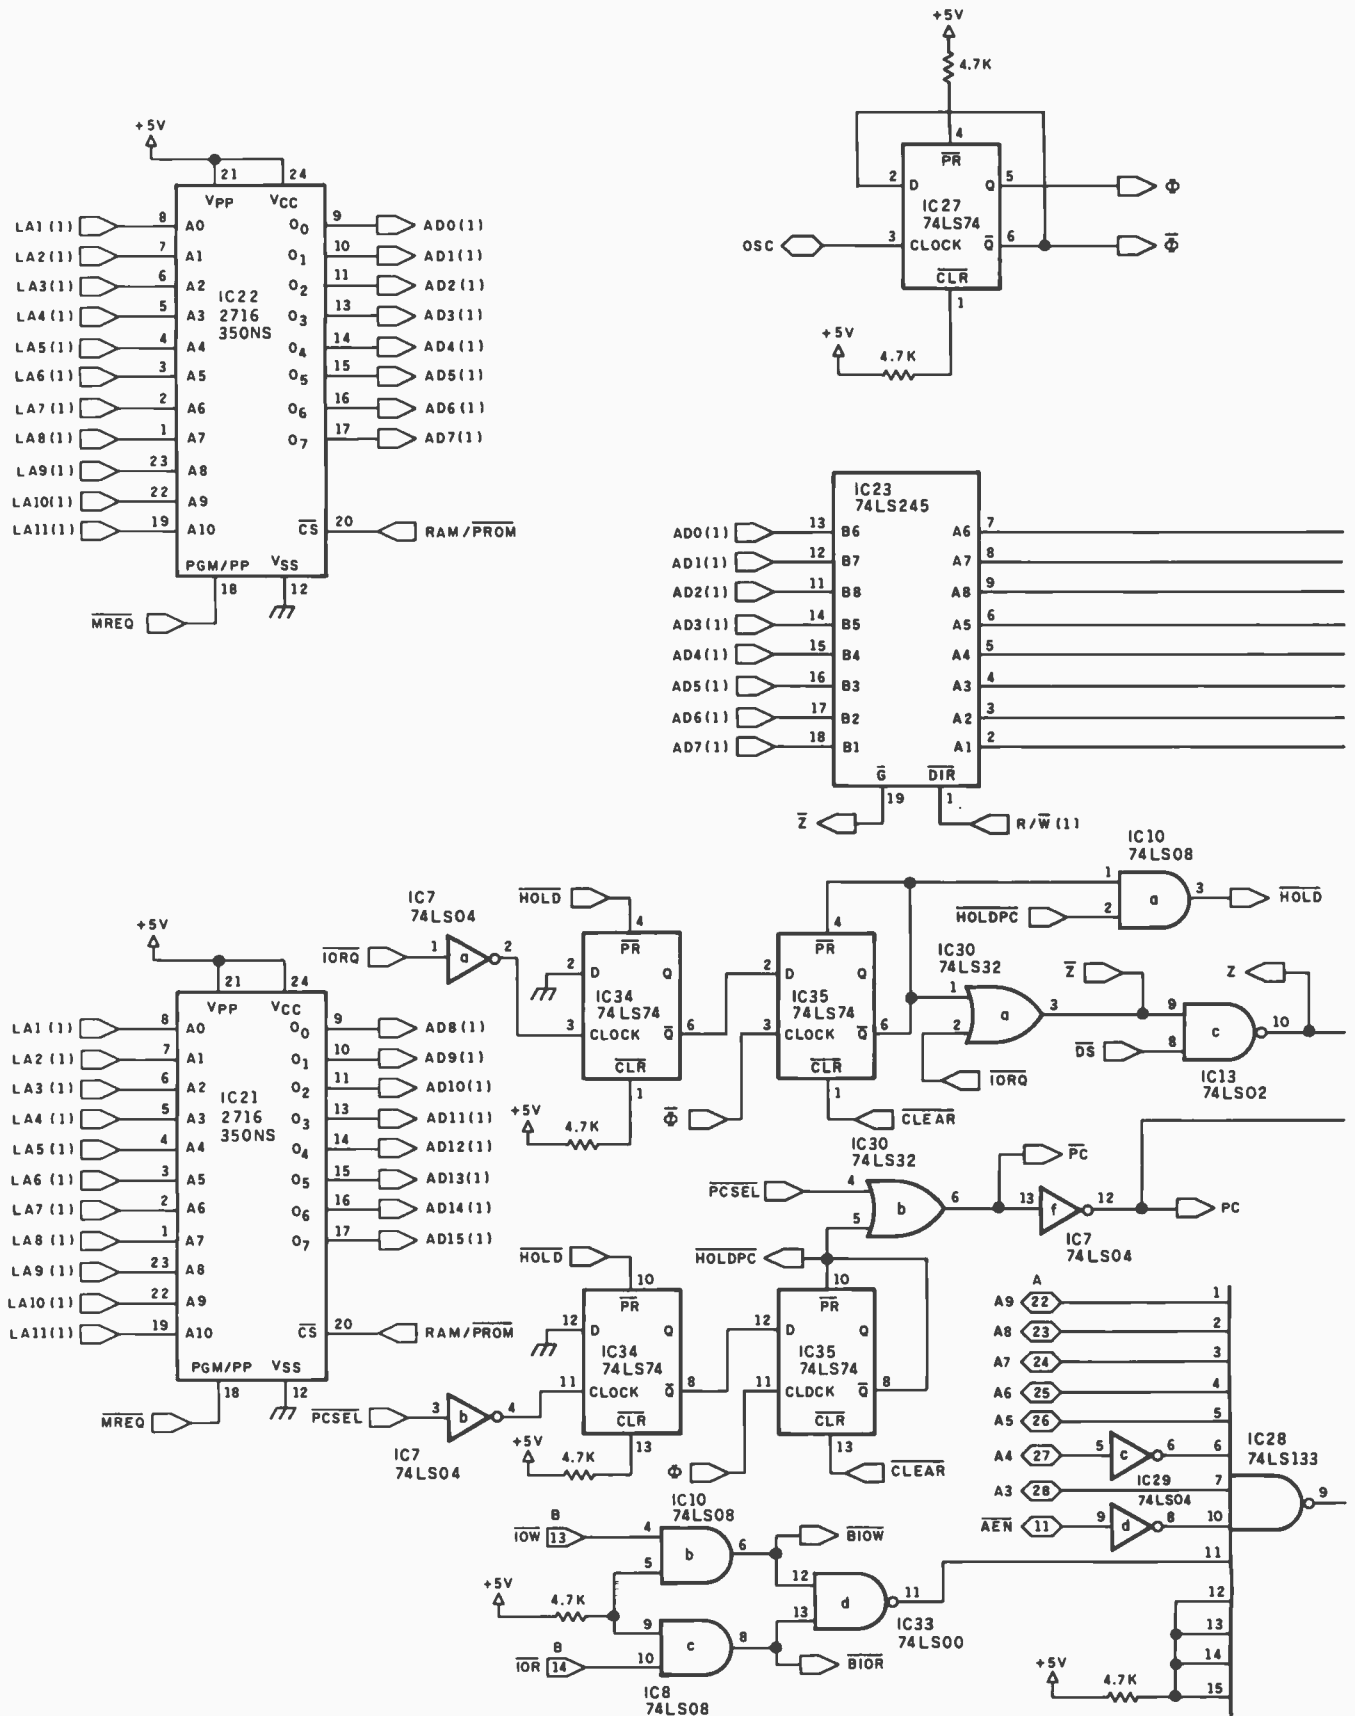 +5V
4.7K
4
PR
2 D Q 5 Φ
IC27
74LS74
OSC 3 CLOCK Q 6 Φ
CLR
1
+5V
4.7K
+5V
21 24
VPP VCC
LA1(1) 8 A0 O0 9 AD0(1)
LA2(1) 7 A1 O1 10 AD1(1)
LA3(1) 6 A2 O2 11 AD2(1)
IC22
2716
350NS
LA4(1) 5 A3 O3 13 AD3(1)
LA5(1) 4 A4 O4 14 AD4(1)
LA6(1) 3 A5 O5 15 AD5(1)
LA7(1) 2 A6 O6 16 AD6(1)
LA8(1) 1 A7 O7 17 AD7(1)
LA9(1) 23 A8
LA10(1) 22 A9
LA11(1) 19 A10 CS 20 RAM/PROM
PGM/PP VSS
18 12
MREQ
IC23
74LS245
AD0(1) 13 B6 A6 7
AD1(1) 12 B7 A7 8
AD2(1) 11 B8 A8 9
AD3(1) 14 B5 A5 6
AD4(1) 15 B4 A4 5
AD5(1) 16 B3 A3 4
AD6(1) 17 B2 A2 3
AD7(1) 18 B1 A1 2
G DIR
19 1
Z R/W(1)
+5V
21 24
VPP VCC
LA1(1) 8 A0 O0 9 AD8(1)
LA2(1) 7 A1 O1 10 AD9(1)
LA3(1) 6 A2 O2 11 AD10(1)
IC21
2716
350NS
LA4(1) 5 A3 O3 13 AD11(1)
LA5(1) 4 A4 O4 14 AD12(1)
LA6(1) 3 A5 O5 15 AD13(1)
LA7(1) 2 A6 O6 16 AD14(1)
LA8(1) 1 A7 O7 17 AD15(1)
LA9(1) 23 A8
LA10(1) 22 A9
LA11(1) 19 A10 CS 20 RAM/PROM
PGM/PP VSS
18 12
MREQ
IC7
74LS04
IORQ 1 a 2
HOLD
4
PR
2 D Q
IC34
74LS74
3 CLOCK Q 6
CLR
1
+5V
4.7K
4
PR
2 D Q
IC35
74LS74
3 CLOCK Q 6
CLR
1
Φ
CLEAR
IC10
74LS08
1 a 3 HOLD
HOLDPC 2
IC30
74LS32
1 a 3
2
IORQ
Z
Z
9 c 10
DS 8
IC13
74LS02
IC30
74LS32
PCSEL 4 b 6
5
PC
13 f 12 PC
IC7
74LS04
HOLD
HOLDPC
10
PR
12 D Q
IC34
74LS74
11 CLOCK Q 8
CLR
13
PCSEL 3 b 4
IC7
74LS04
+5V
4.7K
10
PR
12 D Q
IC35
74LS74
11 CLDCK Q 8
CLR
13
Φ
CLEAR
A
A9 22 1
A8 23 2
A7 24 3
A6 25 4
A5 26 5
A4 27 5 c 6 6
IC28
74LS133
A3 28 7
IC29
74LS04
AEN 11 9 d 8 10
9
11
12
13
14
15
+5V
4.7K
IC10
74LS08
B
IOW 13 4 b 6 BIOW
5
+5V
4.7K
12 d 11
13
IC33
74LS00
9 c 8
B
IOR 14 10
BIOR
IC8
74LS08